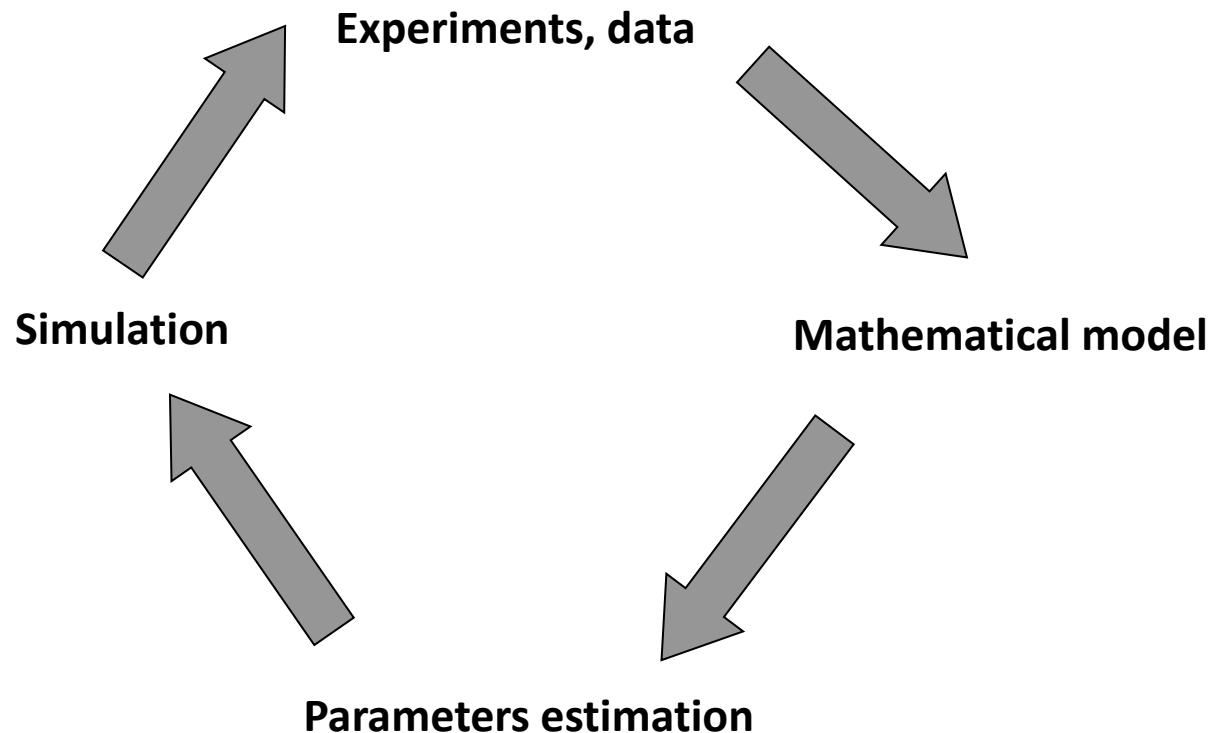 Experiments, data
Simulation
Mathematical model
Parameters estimation